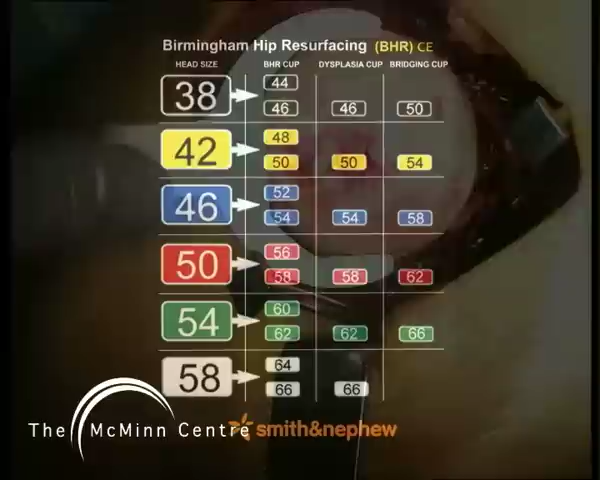 Birmingham Hip Resurfacing (BHR) CE
HEAD SIZE BHR CUP DYSPLASIA CUP BRIDGING CUP
38 44
46 46 50
42 48
50 50 54
46 52
54 54 58
50 56
58 58 62
54 60
62 62 66
58 64
66 66
The McMinn Centre
smith&nephew